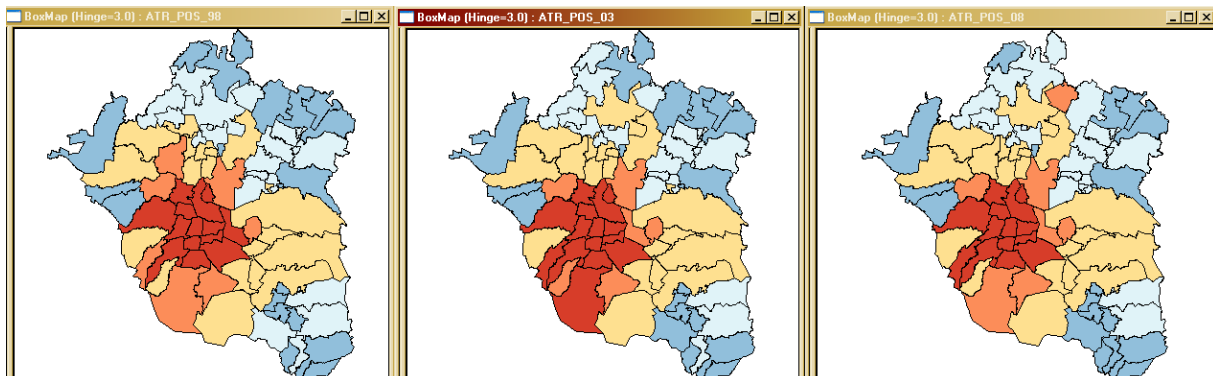 BoxMap (Hinge=3.0) : ATR_POS_98
BoxMap (Hinge=3.0) : ATR_POS_03
BoxMap (Hinge=3.0) : ATR_POS_08